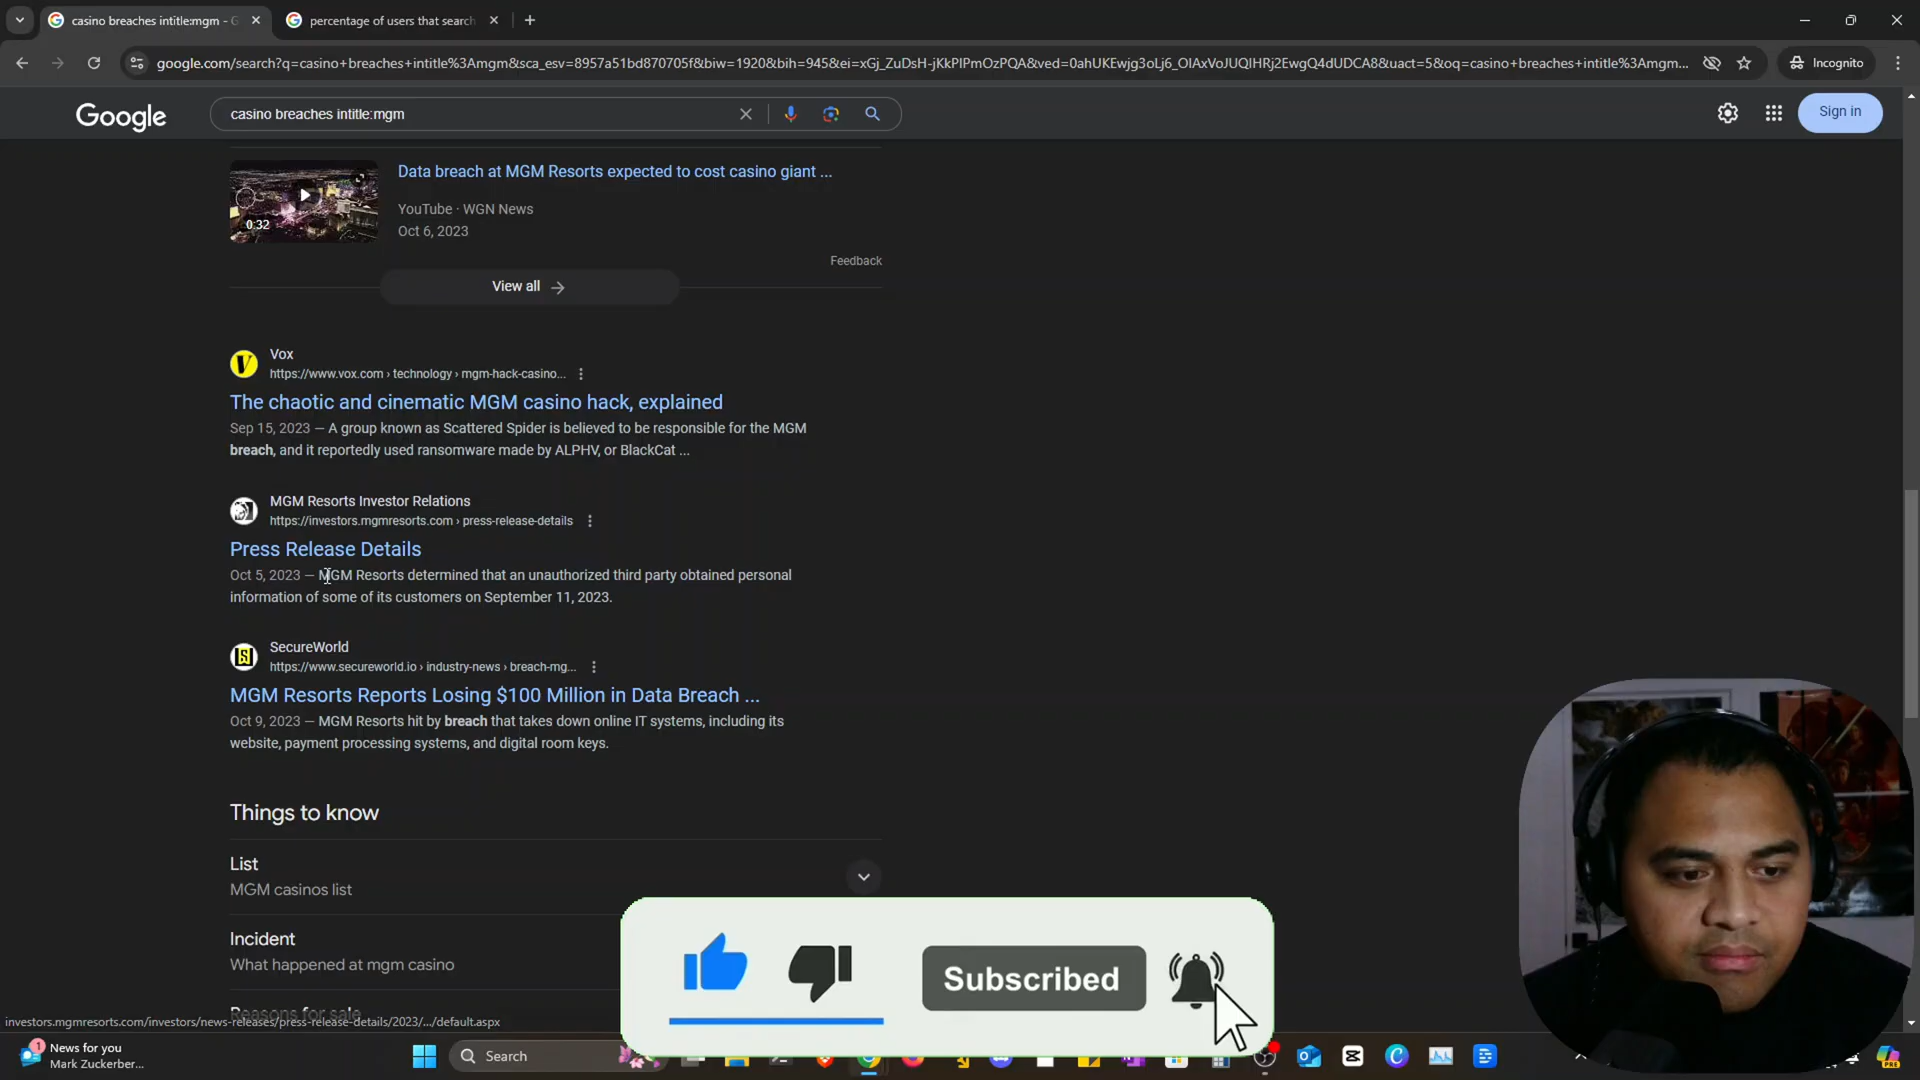 casino breaches intitle:mgm - G
percentage of users that search
google.com/search?q=casino+breaches+intitle%3Amgm&sca_esv=8957a51bd870705f&biw=1920&bih=945&ei=xGj_ZuDsH-jKkPIPmOzPQA&ved=0ahUKEwjg3oLj6_OIAxVoJUQIHRj2EwgQ4dUDCA8&uact=5&oq=casino+breaches+intitle%3Amgm...
Incognito
Google
casino breaches intitle:mgm
Sign in
Data breach at MGM Resorts expected to cost casino giant ...
YouTube · WGN News
Oct 6, 2023
0:32
Feedback
View all
Vox
https://www.vox.com › technology › mgm-hack-casino...
The chaotic and cinematic MGM casino hack, explained
Sep 15, 2023 — A group known as Scattered Spider is believed to be responsible for the MGM
breach, and it reportedly used ransomware made by ALPHV, or BlackCat ...
MGM Resorts Investor Relations
https://investors.mgmresorts.com › press-release-details
Press Release Details
Oct 5, 2023 — MGM Resorts determined that an unauthorized third party obtained personal
information of some of its customers on September 11, 2023.
SecureWorld
https://www.secureworld.io › industry-news › breach-mg...
MGM Resorts Reports Losing $100 Million in Data Breach ...
Oct 9, 2023 — MGM Resorts hit by breach that takes down online IT systems, including its
website, payment processing systems, and digital room keys.
Things to know
List
MGM casinos list
Incident
What happened at mgm casino
Reasons for sale
Subscribed
investors.mgmresorts.com/investors/news-releases/press-release-details/2023/.../default.aspx
1
News for you
Mark Zuckerber...
Search
PRE